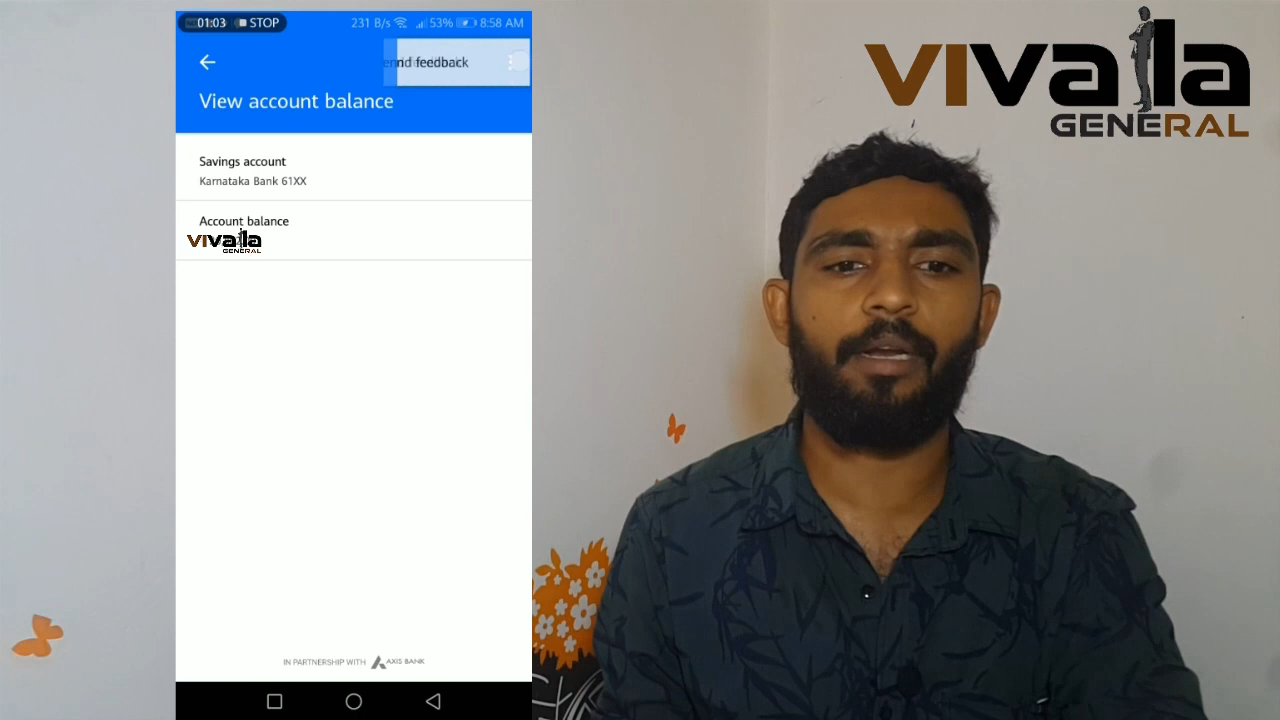 01:03 STOP 231 B/s 53% 8:58 AM
feedback
View account balance
Savings account
Karnataka Bank 61XX
Account balance
vivalla
GENERAL
IN PARTNERSHIP WITH AXIS BANK
vivalla
GENERAL